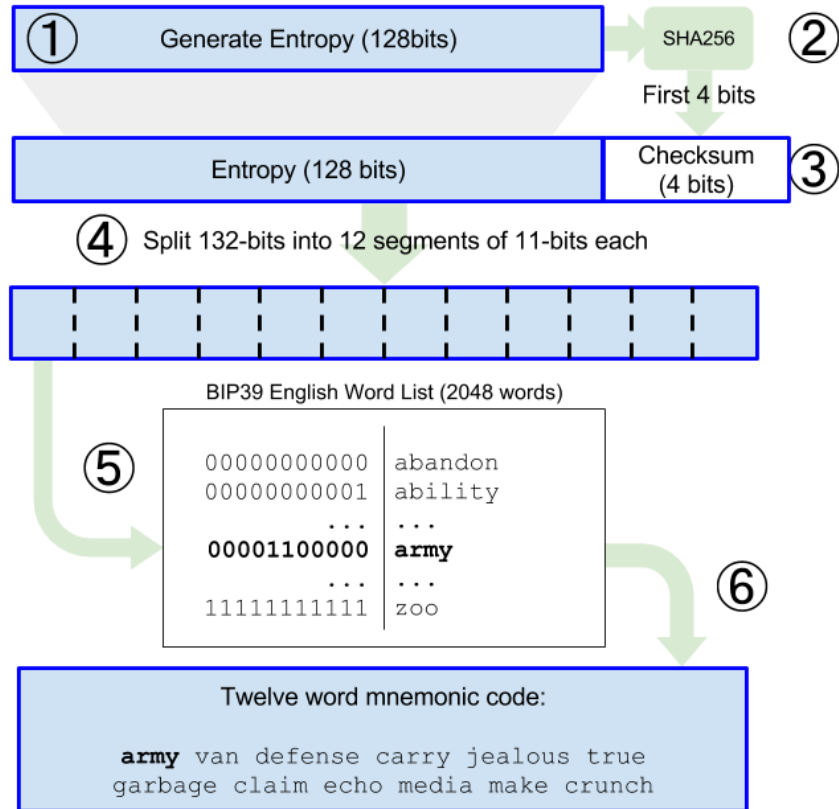 ① Generate Entropy (128bits)
SHA256
②
First 4 bits
Entropy (128 bits)
Checksum
(4 bits)
③
④ Split 132-bits into 12 segments of 11-bits each
BIP39 English Word List (2048 words)
⑤
00000000000 abandon
00000000001 ability
... ...
00001100000 army
... ...
11111111111 zoo
⑥
Twelve word mnemonic code:
army van defense carry jealous true
garbage claim echo media make crunch